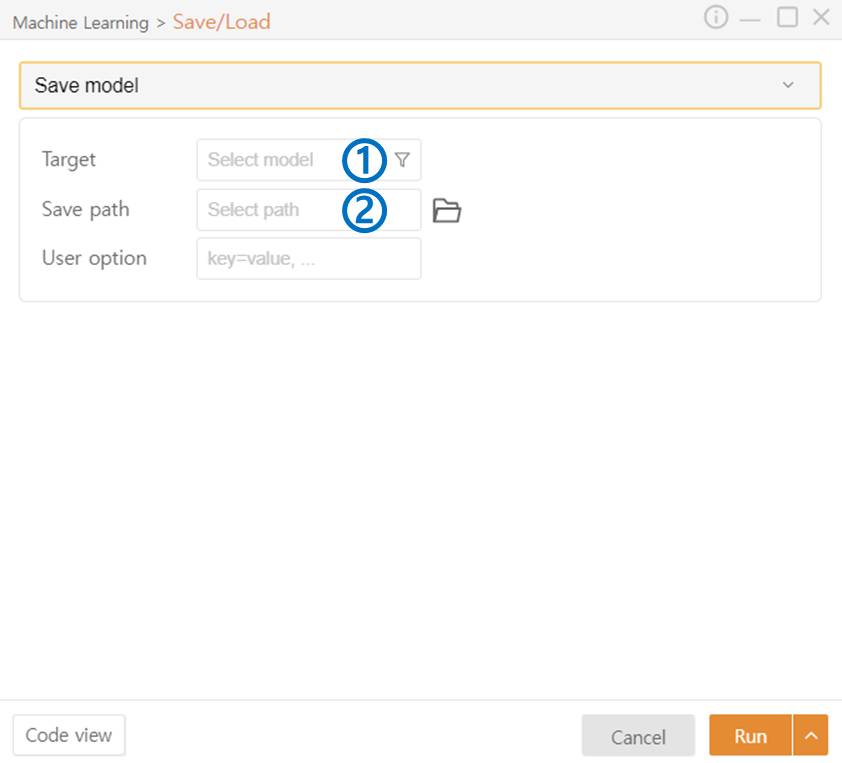 Machine Learning > Save/Load
Save model
Target Select model ①
Save path Select path ②
User option key=value, ...
Code view Cancel Run